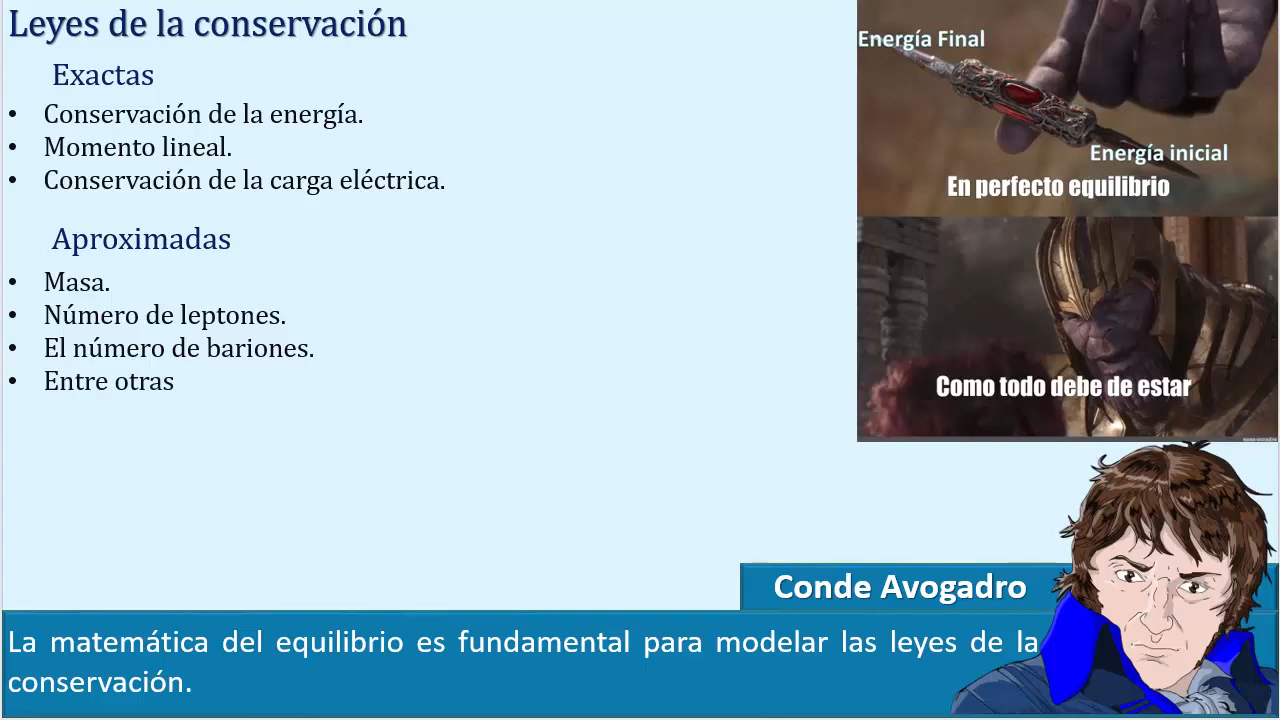 Leyes de la conservación
Exactas
• Conservación de la energía.
• Momento lineal.
• Conservación de la carga eléctrica.
Aproximadas
• Masa.
• Número de leptones.
• El número de bariones.
• Entre otras
Energía Final
Energía inicial
En perfecto equilibrio
Como todo debe de estar
Conde Avogadro
La matemática del equilibrio es fundamental para modelar las leyes de la
conservación.